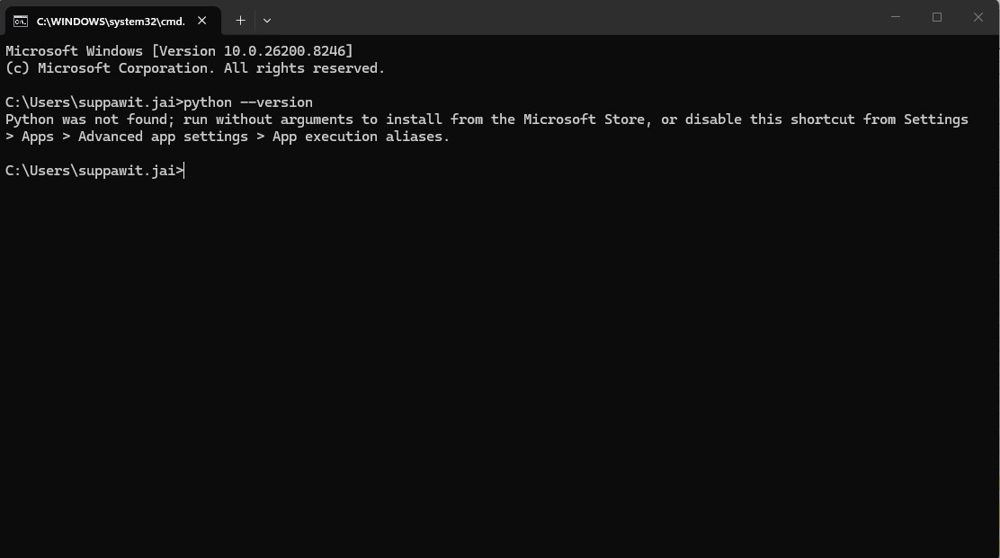 C:\WINDOWS\system32\cmd.
Microsoft Windows [Version 10.0.26200.8246]
(c) Microsoft Corporation. All rights reserved.
C:\Users\suppawit.jai>python --version
Python was not found; run without arguments to install from the Microsoft Store, or disable this shortcut from Settings
> Apps > Advanced app settings > App execution aliases.
C:\Users\suppawit.jai>